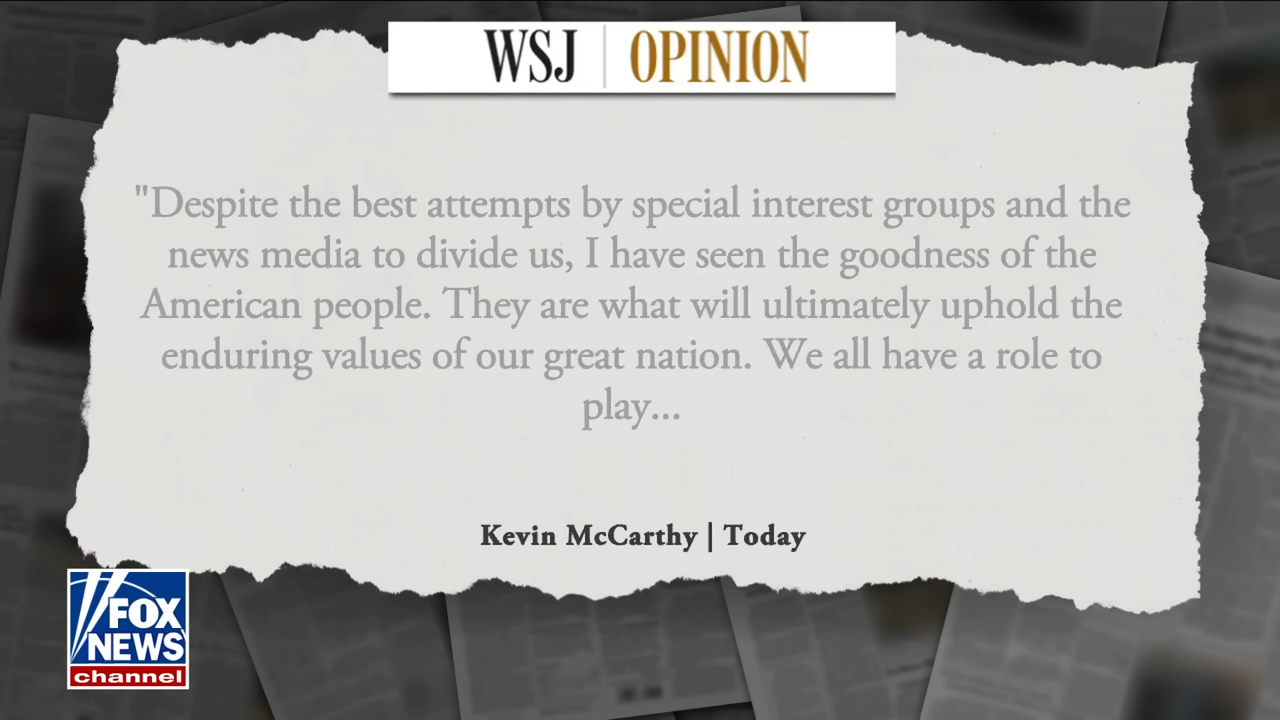 WSJ | OPINION
"Despite the best attempts by special interest groups and the
news media to divide us, I have seen the goodness of the
American people. They are what will ultimately uphold the
enduring values of our great nation. We all have a role to
play...
Kevin McCarthy | Today
FOX
NEWS
channel